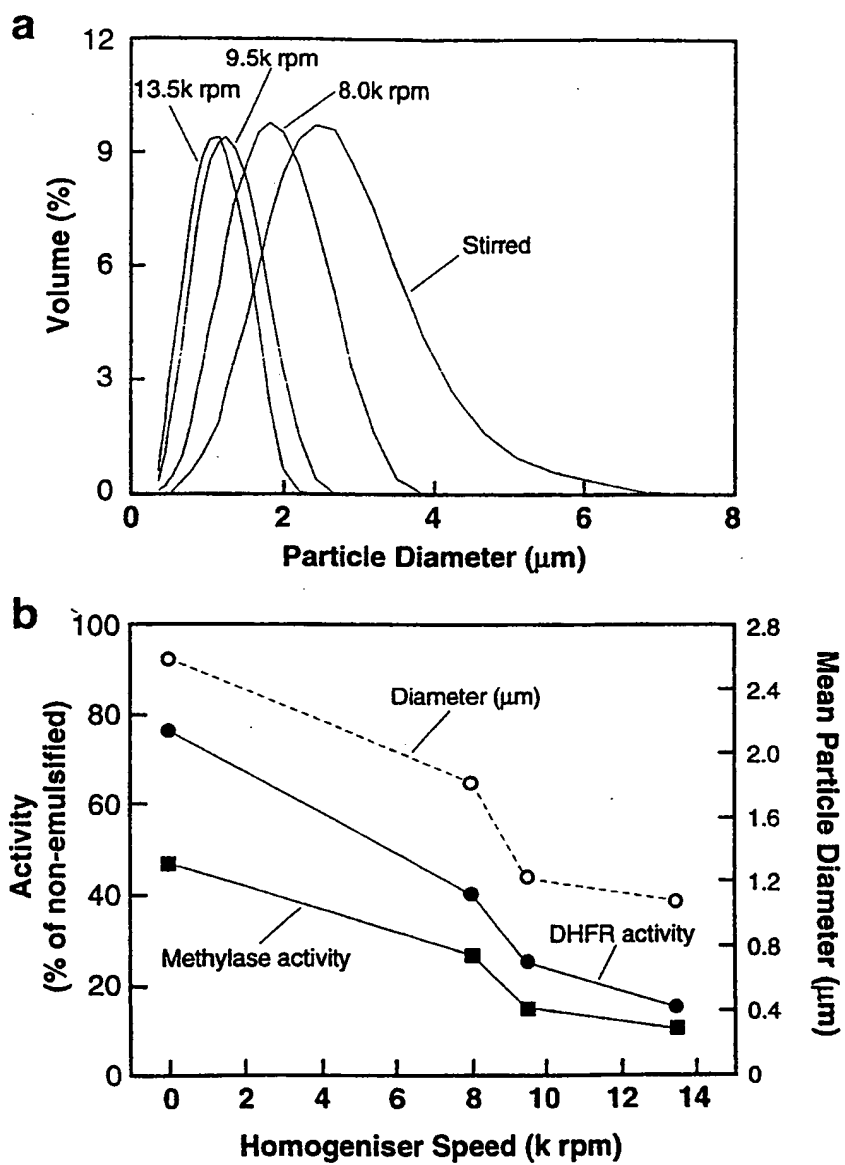 a
12
9
6
3
0
Volume (%)
9.5k rpm
13.5k rpm
8.0k rpm
Stirred
0
2
4
6
8
Particle Diameter (μm)
b
100
80
60
40
20
0
Activity
(% of non-emulsified)
Diameter (μm)
Methylase activity
DHFR activity
2.8
2.4
2.0
1.6
1.2
0.8
0.4
0
Mean Particle Diameter (μm)
0
2
4
6
8
10
12
14
Homogeniser Speed (k rpm)